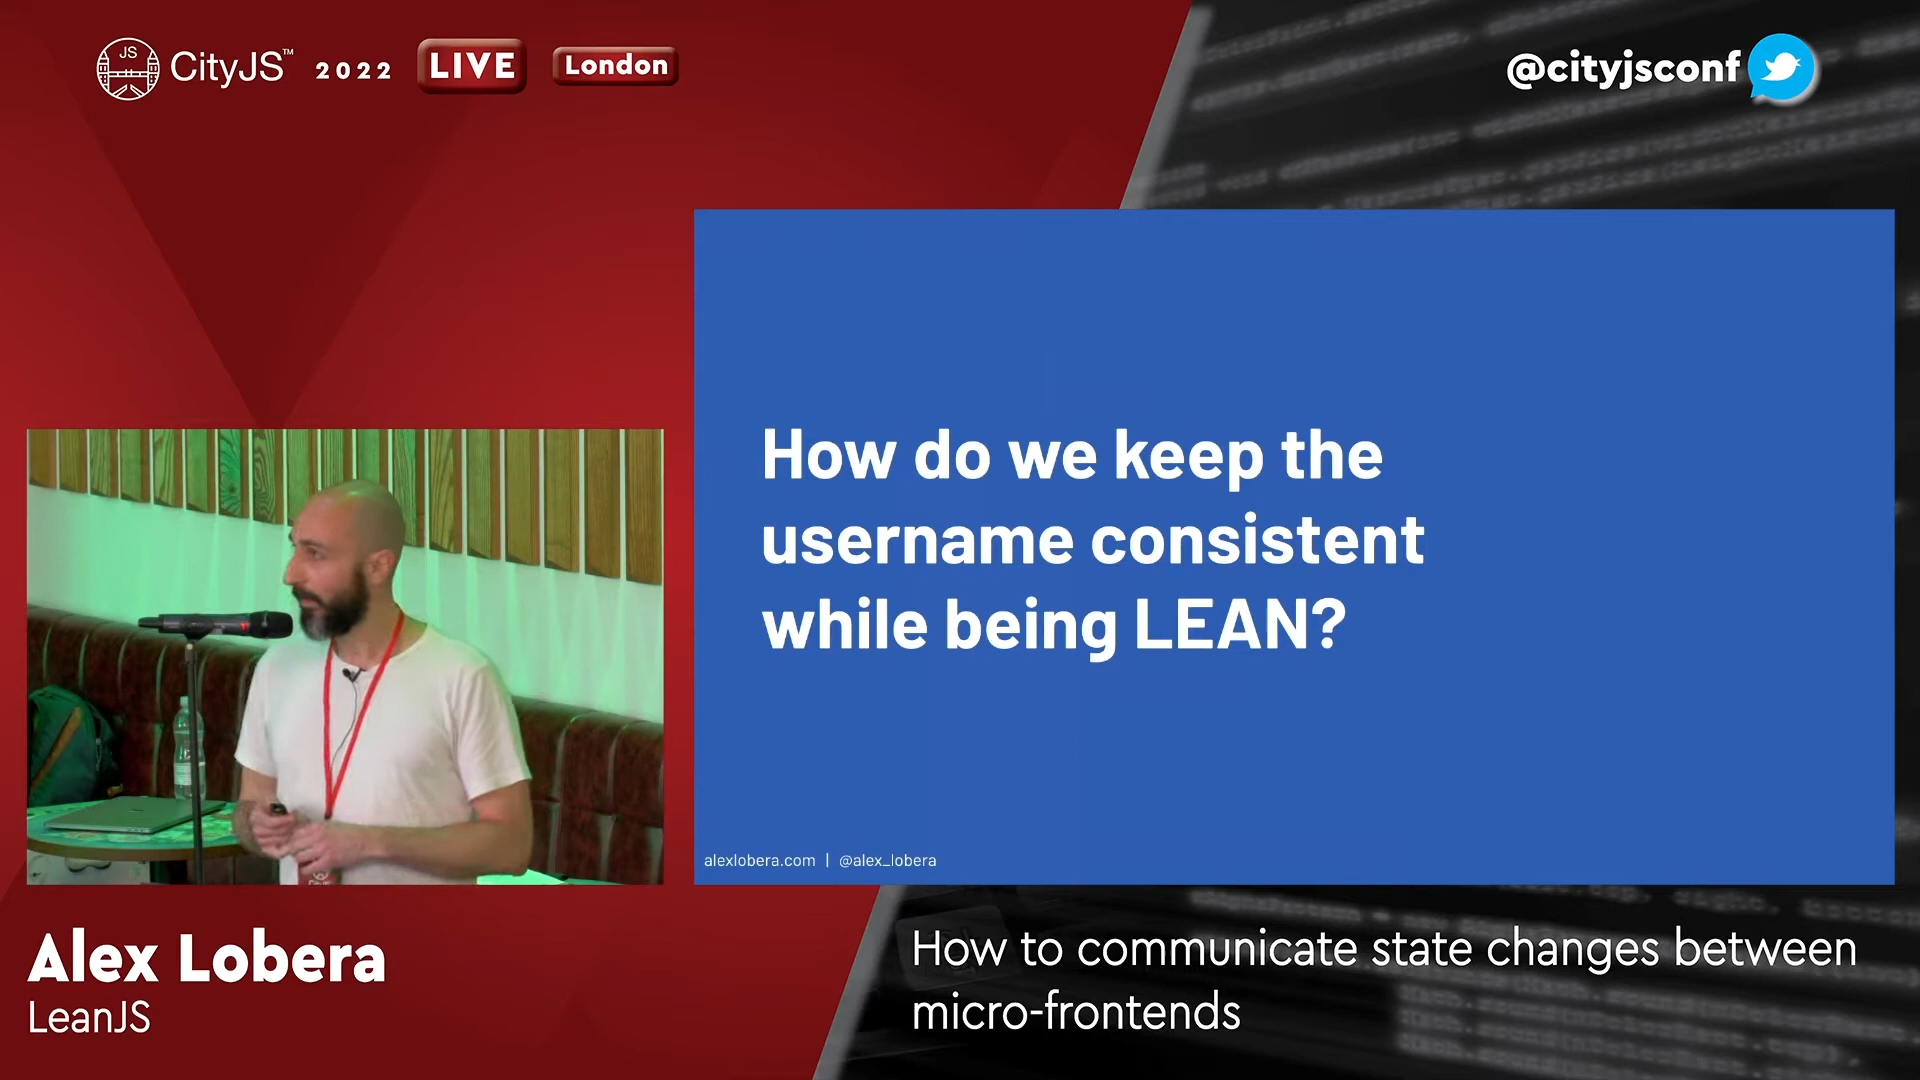 JS
CityJS™ 2022 LIVE London
@cityjsconf
How do we keep the
username consistent
while being LEAN?
alexlobera.com | @alex_lobera
Alex Lobera
LeanJS
How to communicate state changes between
micro-frontends